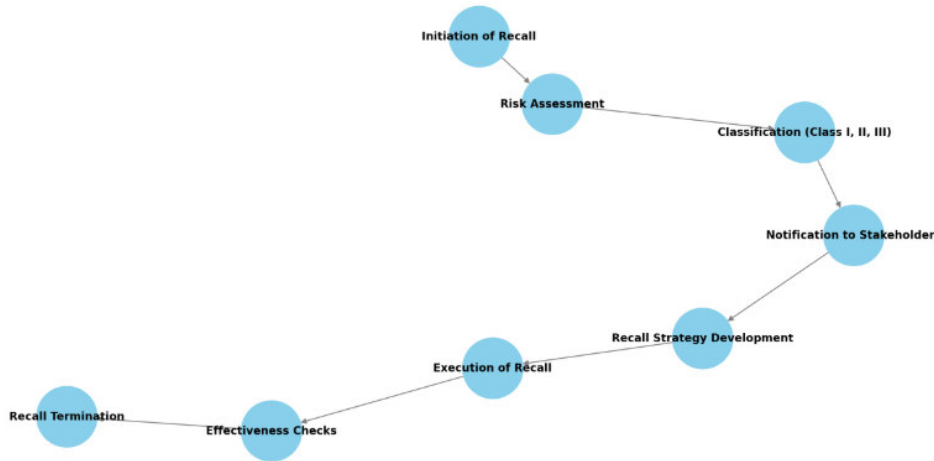 Initiation of Recall
Risk Assessment
Classification (Class I, II, III)
Notification to Stakeholder
Recall Strategy Development
Execution of Recall
Effectiveness Checks
Recall Termination